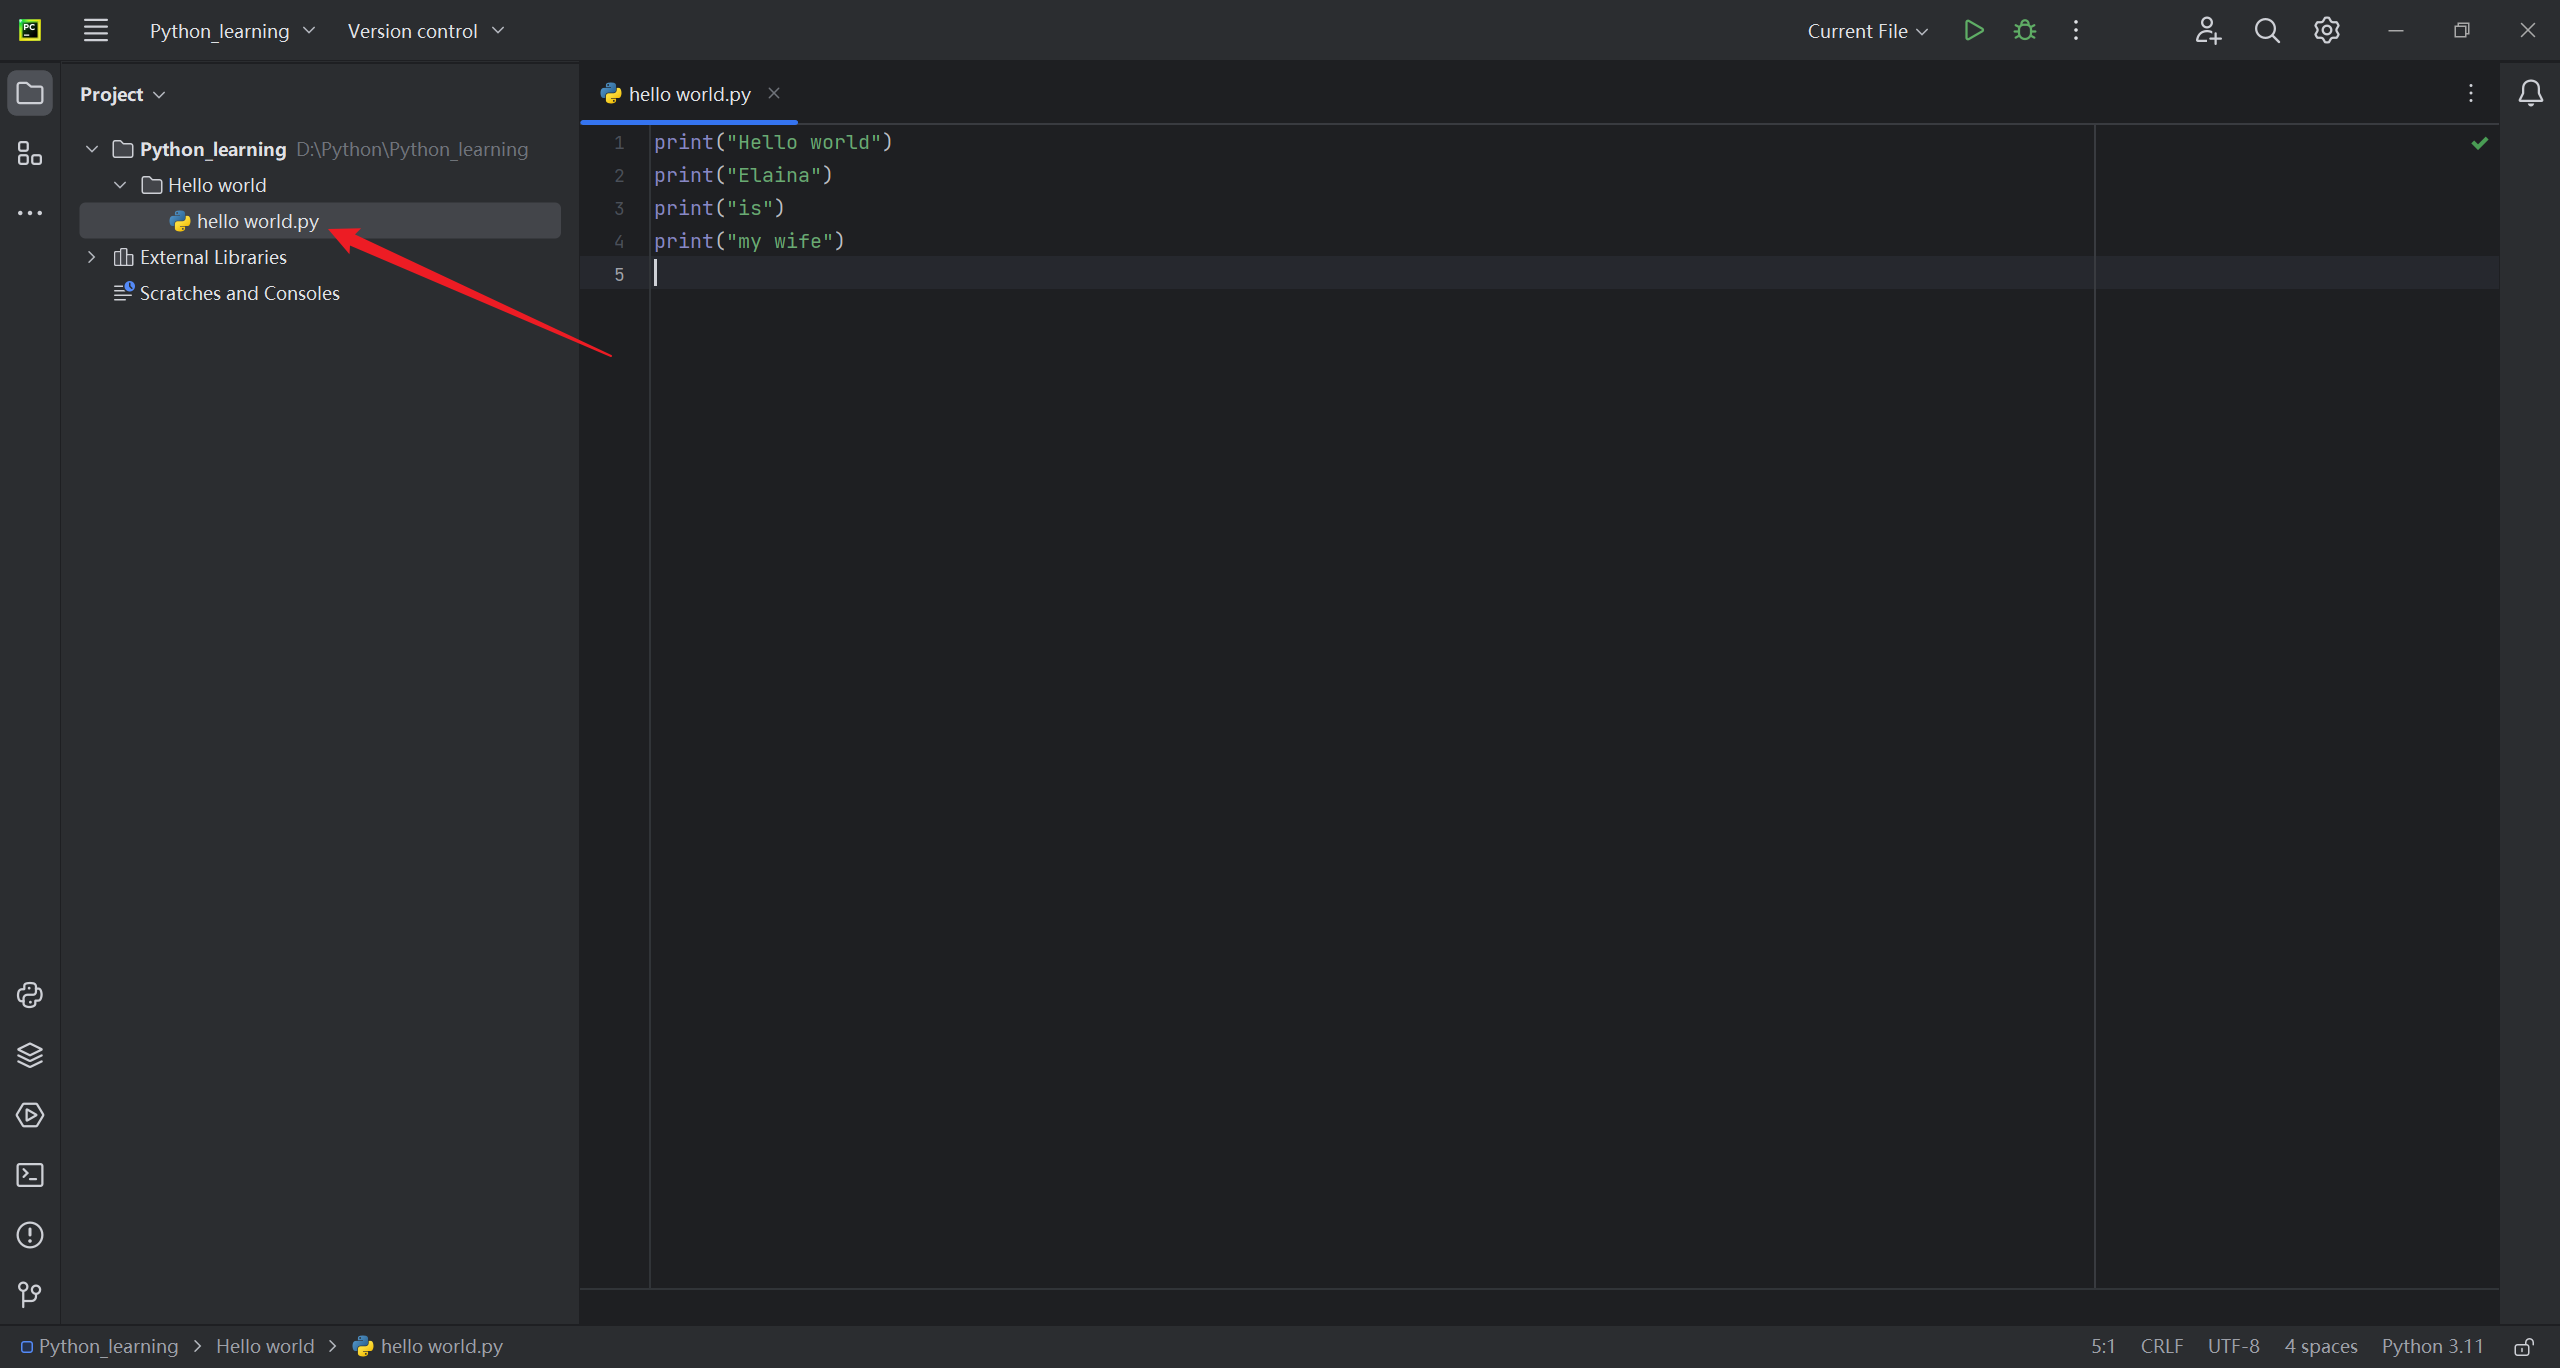 PC
Python_learning
Version control
Current File
Project
hello world.py
Python_learning D:\Python\Python_learning
Hello world
hello world.py
External Libraries
Scratches and Consoles
1 print("Hello world")
2 print("Elaina")
3 print("is")
4 print("my wife")
5
Python_learning > Hello world > hello world.py
5:1 CRLF UTF-8 4 spaces Python 3.11